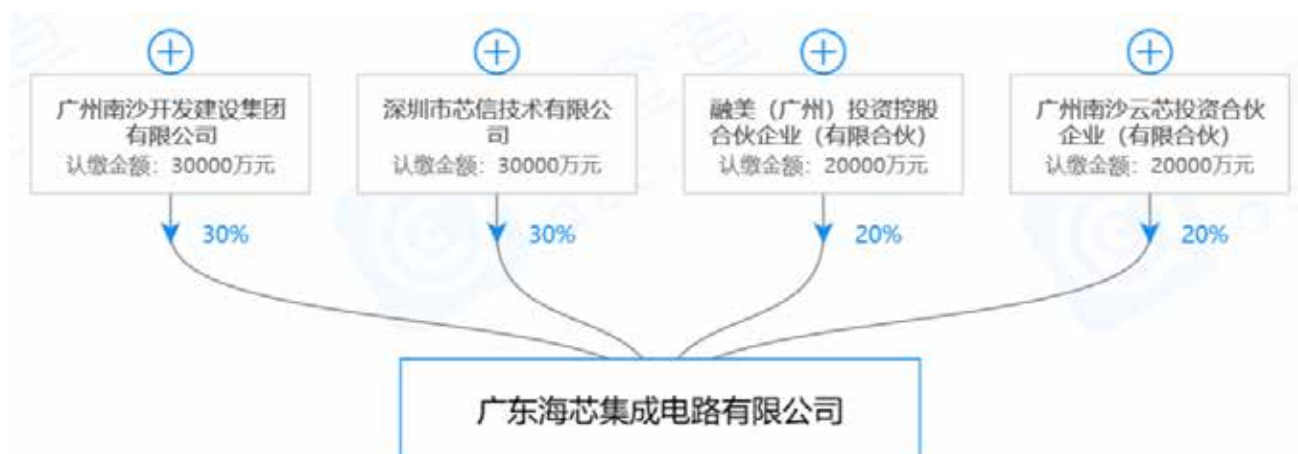 广州南沙开发建设集团
有限公司
认缴金额：30000万元
深圳市芯信技术有限公
司
认缴金额：30000万元
融美（广州）投资控股
合伙企业（有限合伙）
认缴金额：20000万元
广州南沙云芯投资合伙
企业（有限合伙）
认缴金额：20000万元
30%
30%
20%
20%
广东海芯集成电路有限公司